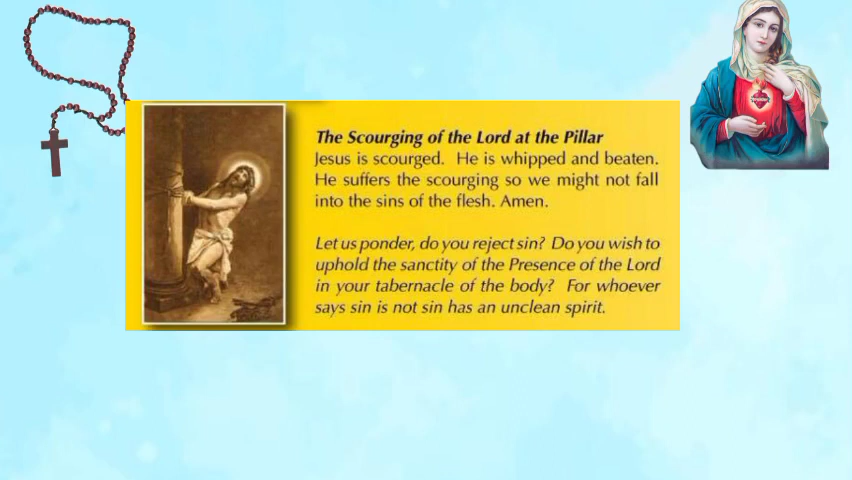 The Scourging of the Lord at the Pillar
Jesus is scourged. He is whipped and beaten.
He suffers the scourging so we might not fall
into the sins of the flesh. Amen.
Let us ponder, do you reject sin? Do you wish to
uphold the sanctity of the Presence of the Lord
in your tabernacle of the body? For whoever
says sin is not sin has an unclean spirit.